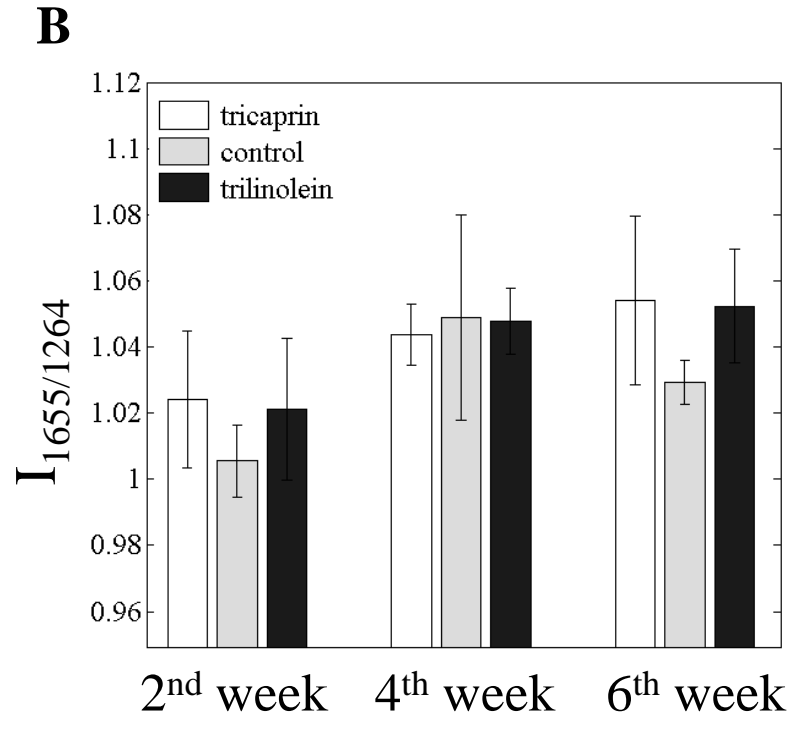 B
1.12
1.1
1.08
1.06
1.04
1.02
1
0.98
0.96
tricaprin
control
trilinolein
I1655/1264
2nd week 4th week 6th week